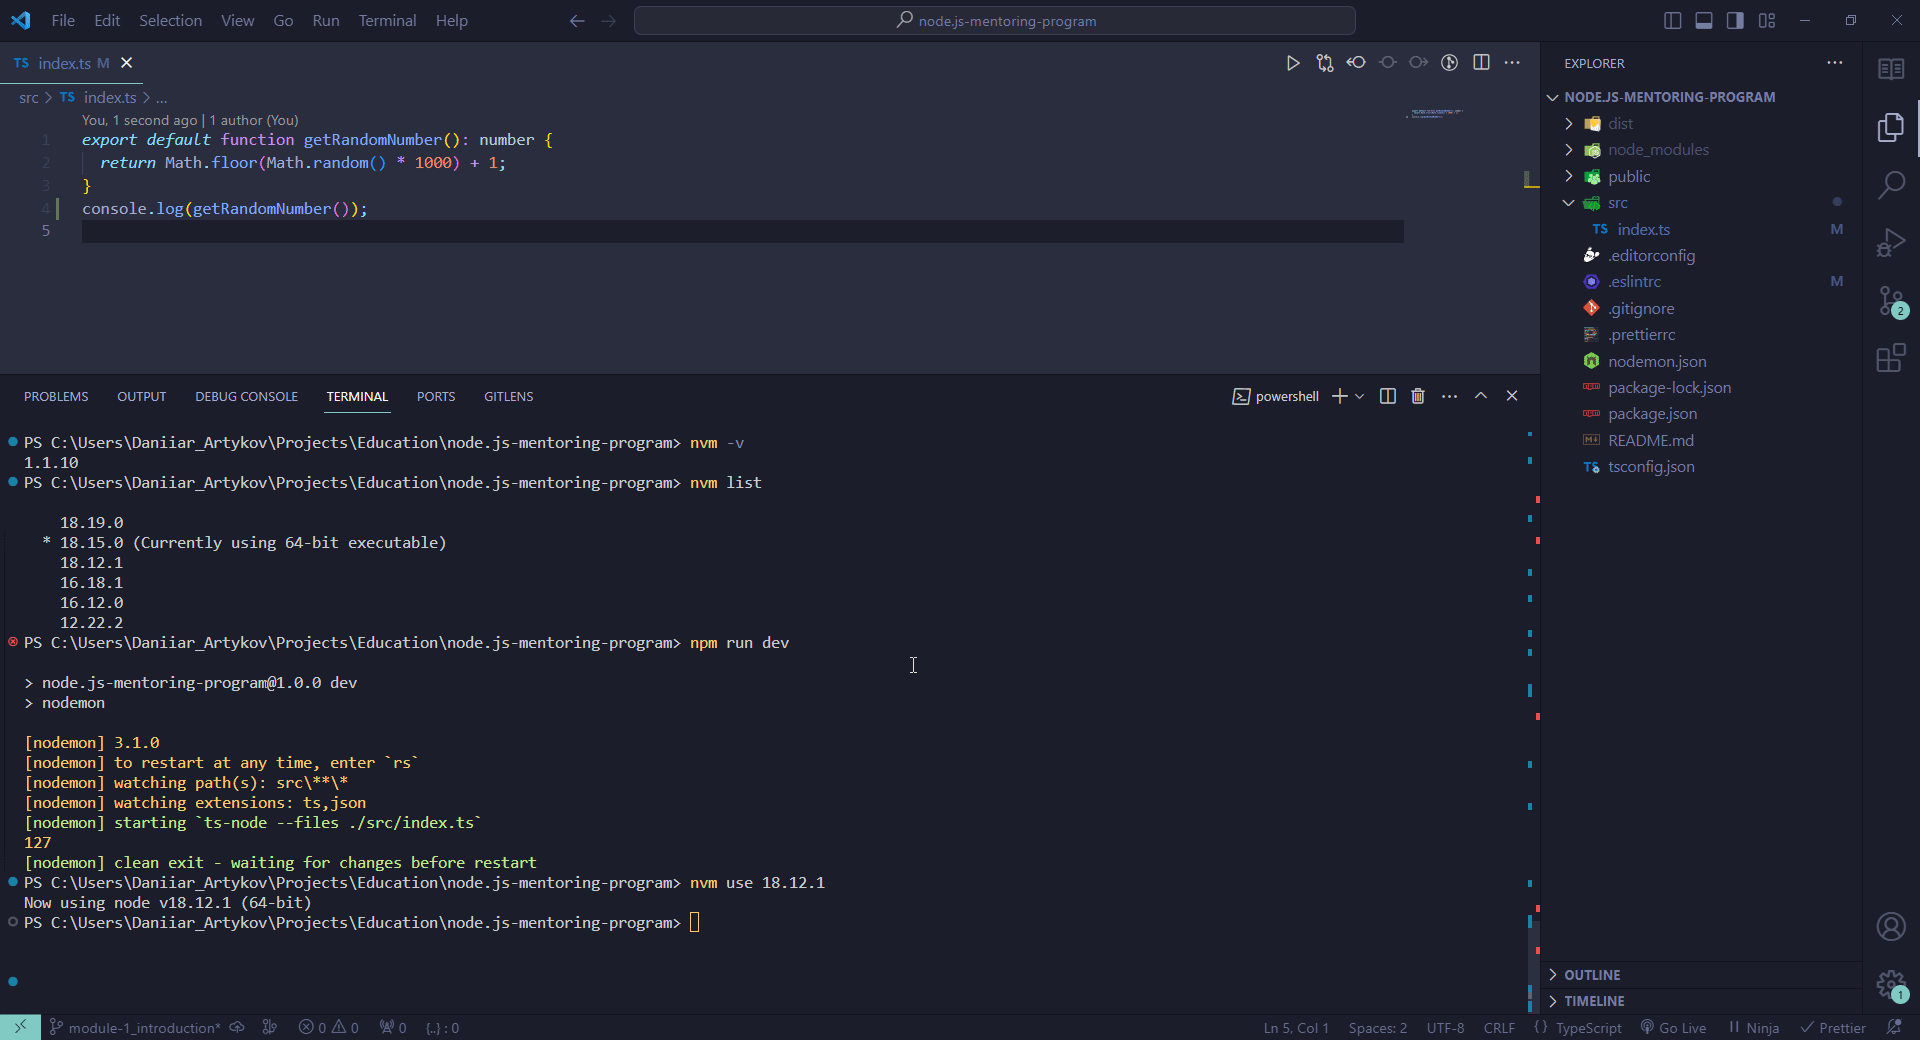 File Edit Selection View Go Run Terminal Help
node.js-mentoring-program
TS index.ts M
src > TS index.ts > ...
You, 1 second ago | 1 author (You)
1 export default function getRandomNumber(): number {
2 return Math.floor(Math.random() * 1000) + 1;
3 }
4 console.log(getRandomNumber());
5
PROBLEMS OUTPUT DEBUG CONSOLE TERMINAL PORTS GITLENS
powershell
PS C:\Users\Daniiar_Artykov\Projects\Education\node.js-mentoring-program> nvm -v
1.1.10
PS C:\Users\Daniiar_Artykov\Projects\Education\node.js-mentoring-program> nvm list
18.19.0
* 18.15.0 (Currently using 64-bit executable)
18.12.1
16.18.1
16.12.0
12.22.2
PS C:\Users\Daniiar_Artykov\Projects\Education\node.js-mentoring-program> npm run dev
> node.js-mentoring-program@1.0.0 dev
> nodemon
[nodemon] 3.1.0
[nodemon] to restart at any time, enter `rs`
[nodemon] watching path(s): src\**\*
[nodemon] watching extensions: ts,json
[nodemon] starting `ts-node --files ./src/index.ts`
127
[nodemon] clean exit - waiting for changes before restart
PS C:\Users\Daniiar_Artykov\Projects\Education\node.js-mentoring-program> nvm use 18.12.1
Now using node v18.12.1 (64-bit)
PS C:\Users\Daniiar_Artykov\Projects\Education\node.js-mentoring-program>
EXPLORER
NODE.JS-MENTORING-PROGRAM
dist
node_modules
public
src
TS index.ts M
.editorconfig
.eslintrc M
.gitignore
.prettierrc
nodemon.json
package-lock.json
package.json
README.md
TS tsconfig.json
OUTLINE
TIMELINE
2
1
module-1_introduction* 0 0 0 {..} : 0
Ln 5, Col 1 Spaces: 2 UTF-8 CRLF {} TypeScript Go Live Ninja Prettier